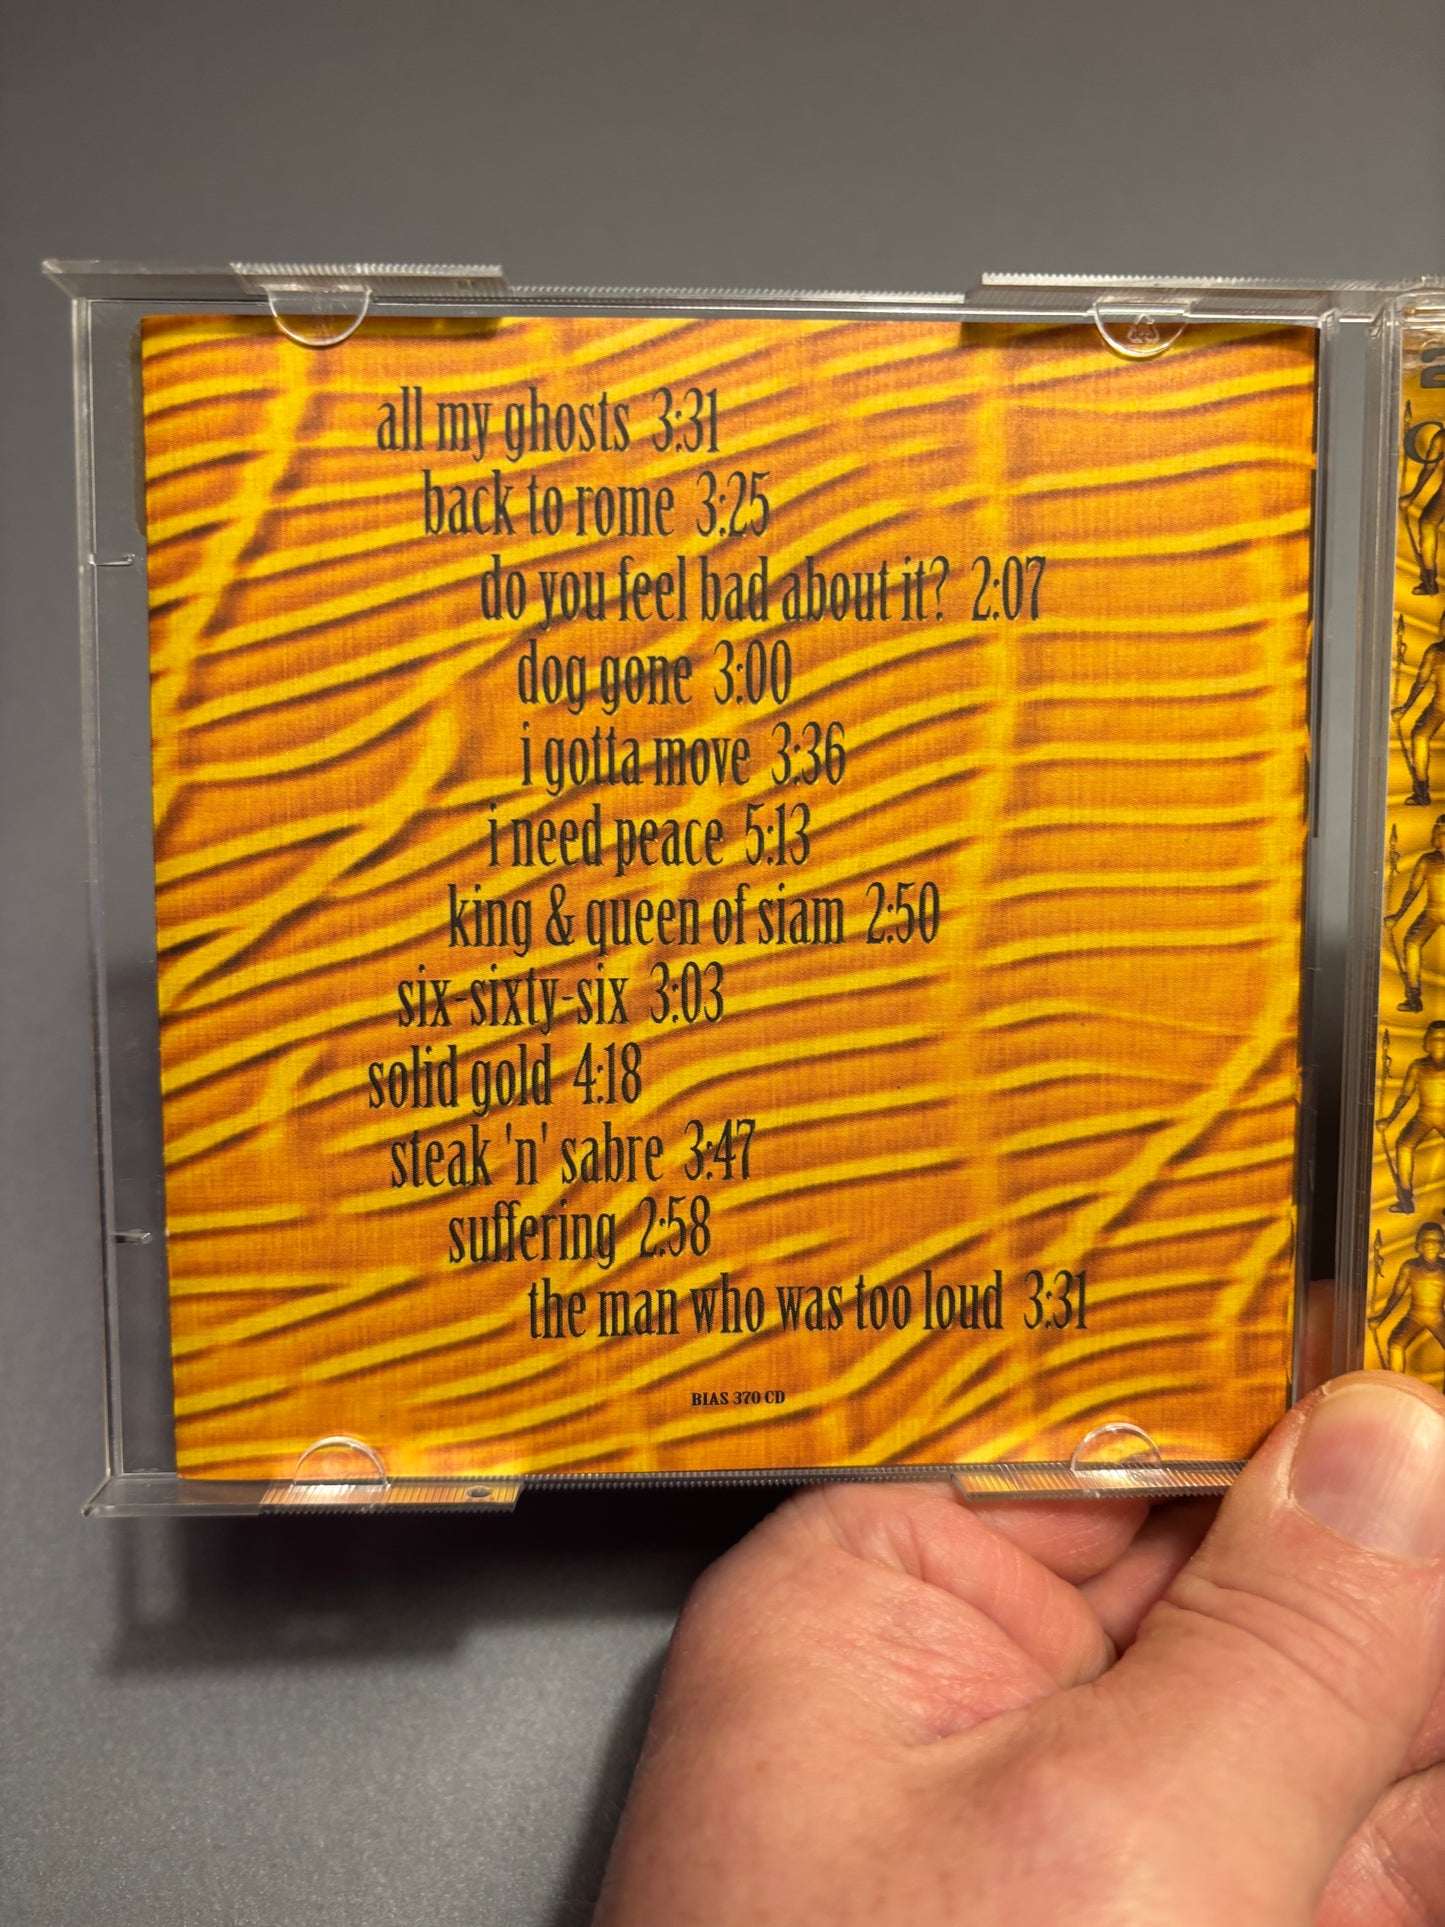 all my ghosts 3:31
back to rome 3:25
do you feel bad about it? 2:07
dog gone 3:00
i gotta move 3:36
i need peace 5:13
king & queen of siam 2:50
six-sixty-six 3:03
solid gold 4:18
steak 'n' sabre 3:47
suffering 2:58
the man who was too loud 3:31
BIAS 370 CD